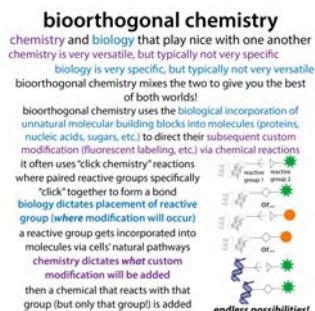 bioorthogonal chemistry
chemistry and biology that play nice with one another
chemistry is very versatile, but typically not very specific
biology is very specific, but typically not very versatile
bioorthogonal chemistry mixes the two to give you the best
of both worlds!
bioorthogonal chemistry uses the biological incorporation of
unnatural molecular building blocks into molecules (proteins,
nucleic acids, sugars, etc.) to direct their subsequent custom
modification (fluorescent labeling, etc.) via chemical reactions
it often uses "click chemistry" reactions
where paired reactive groups specifically
"click" together to form a bond
biology dictates placement of reactive
group (where modification will occur)
a reactive group gets incorporated into
molecules via cells' natural pathways
chemistry dictates what custom
modification will be added
then a chemical that reacts with that
group (but only that group!) is added
reactive
group 1
reactive
group 2
or...
or...
endless possibilities!